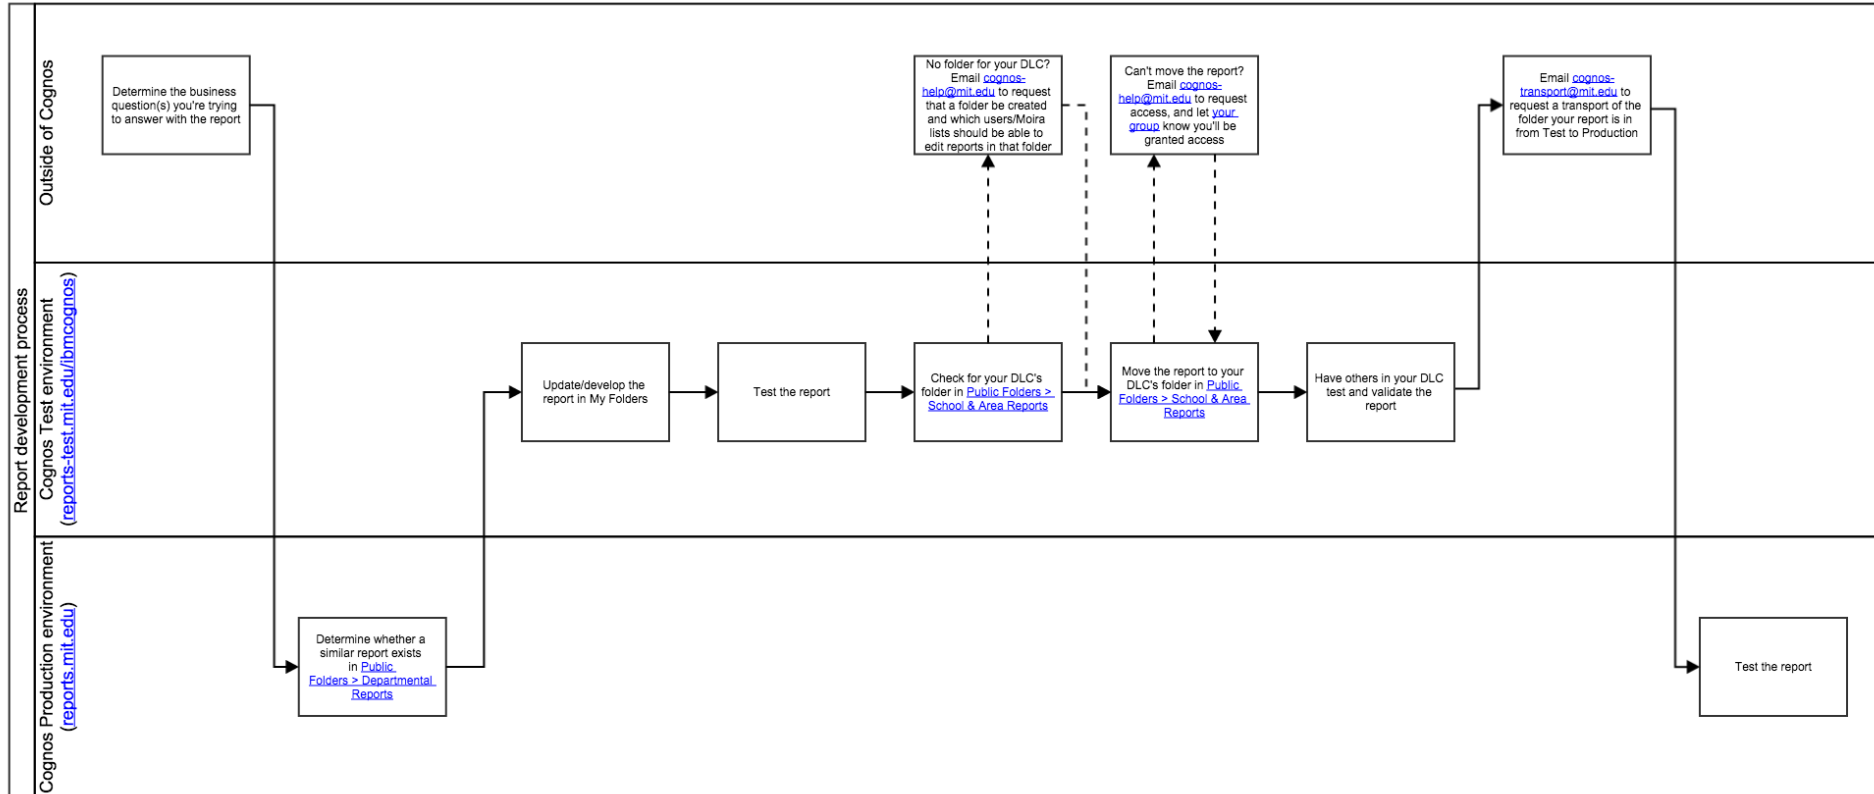 Report development process
Outside of Cognos
Determine the business
question(s) you're trying
to answer with the report
No folder for your DLC?
Email cognos-
help@mit.edu to request
that a folder be created
and which users/Moira
lists should be able to
edit reports in that folder
Can't move the report?
Email cognos-
help@mit.edu to request
access, and let your
group know you'll be
granted access
Email cognos-
transport@mit.edu to
request a transport of the
folder your report is in
from Test to Production
Cognos Test environment
(reports-test.mit.edu/ibmcognos)
Update/develop the
report in My Folders
Test the report
Check for your DLC's
folder in Public Folders >
School & Area Reports
Move the report to your
DLC's folder in Public
Folders > School & Area
Reports
Have others in your DLC
test and validate the
report
Cognos Production environment
(reports.mit.edu)
Determine whether a
similar report exists
in Public
Folders > Departmental
Reports
Test the report